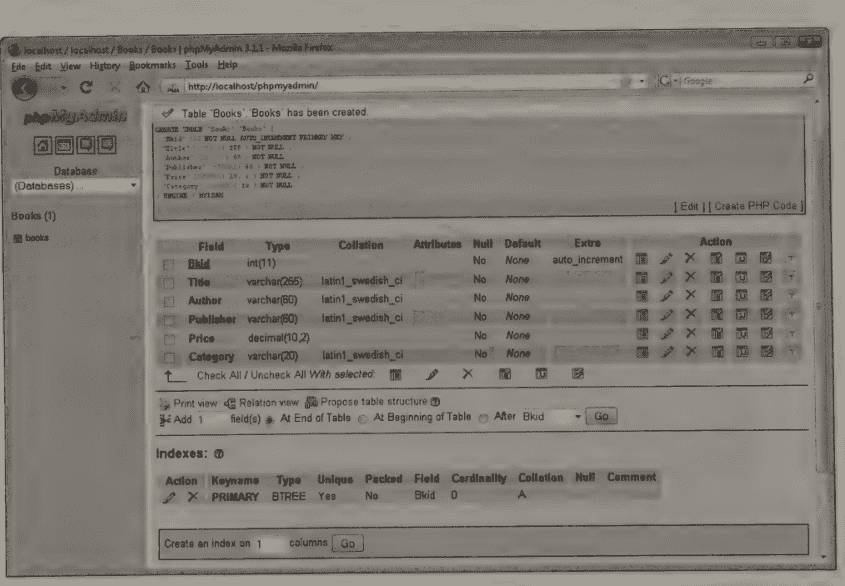 localhost / localhost / Books / Books | phpMyAdmin 3.2.1 - Mozilla Firefox
File Edit View History Bookmarks Tools Help
http://localhost/phpmyadmin/
Google
phpMyAdmin
Database
(Databases) ...
Books (1)
books
Table 'Books'.'Books' has been created.
CREATE TABLE 'Books' 'Books' (
NOT NULL AUTO_INCREMENT PRIMARY KEY ,
'Title' 255 ) NOT NULL ,
'Author' 60 ) NOT NULL
'Publisher' 60 ) NOT NULL ,
'Price' NOT NULL
'Category' NOT NULL
) ENGINE = MYISAM
[ Edit ] [ Create PHP Code ]
Field Type Collation Attributes Null Default Extra Action
Bkid int(11) No None auto_increment
Title varchar(255) latin1_swedish_ci No None
Author varchar(60) latin1_swedish_ci No None
Publisher varchar(60) latin1_swedish_ci No None
Price decimal(10,2) No None
Category varchar(20) latin1_swedish_ci No None
Check All / Uncheck All With selected:
Print view Relation view Propose table structure
Add 1 field(s) At End of Table At Beginning of Table After Bkid Go
Indexes:
Action Keyname Type Unique Packed Field Cardinality Collation Null Comment
PRIMARY BTREE Yes No Bkid 0 A
Create an index on 1 columns Go